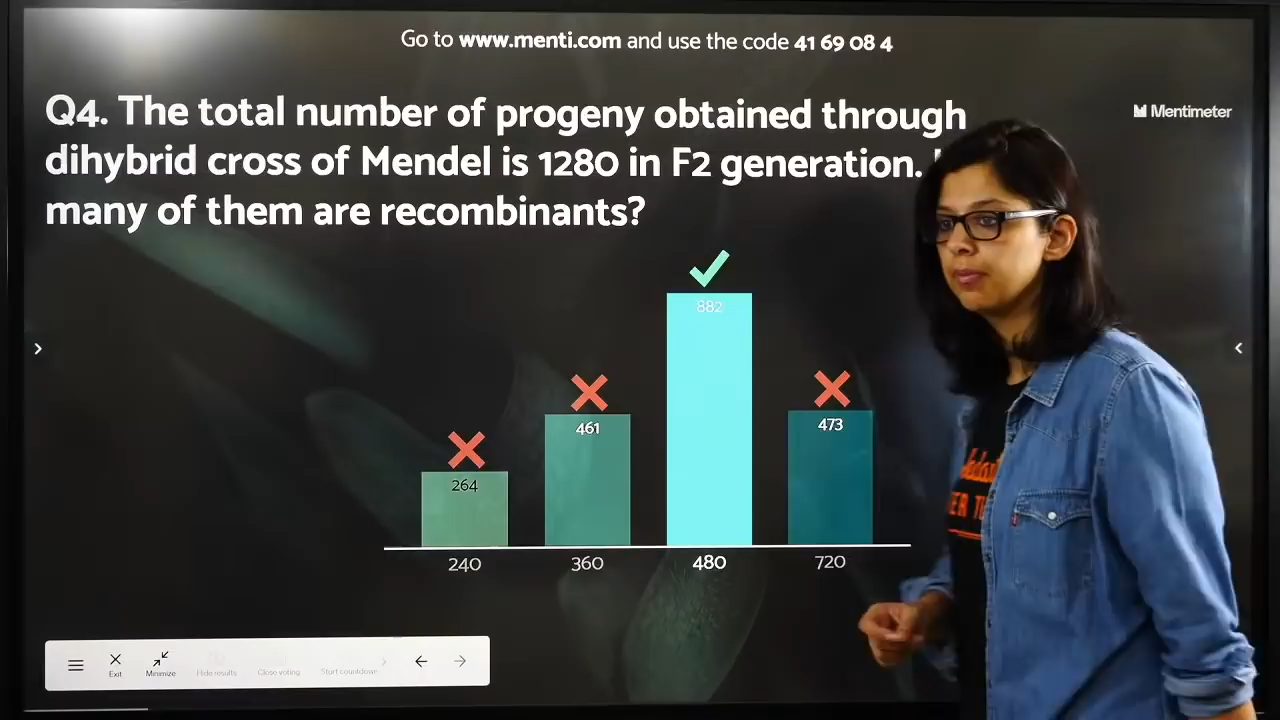 Go to www.menti.com and use the code 41 69 08 4
Mentimeter
Q4. The total number of progeny obtained through
dihybrid cross of Mendel is 1280 in F2 generation.
many of them are recombinants?
882
461
473
264
240 360 480 720
Exit Minimize Hide results Close voting Start countdown